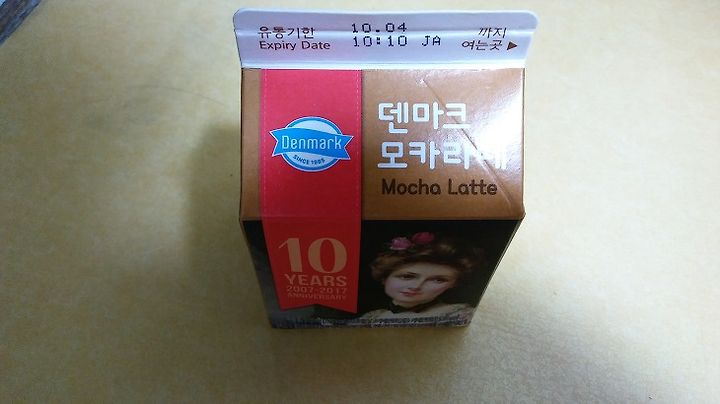 유통기한 10.04 까지
Expiry Date 10:10 JA 여는곳 ▶
Denmark
SINCE 1985
덴마크
모카라떼
Mocha Latte
10
YEARS
2007-2017
ANNIVERSARY